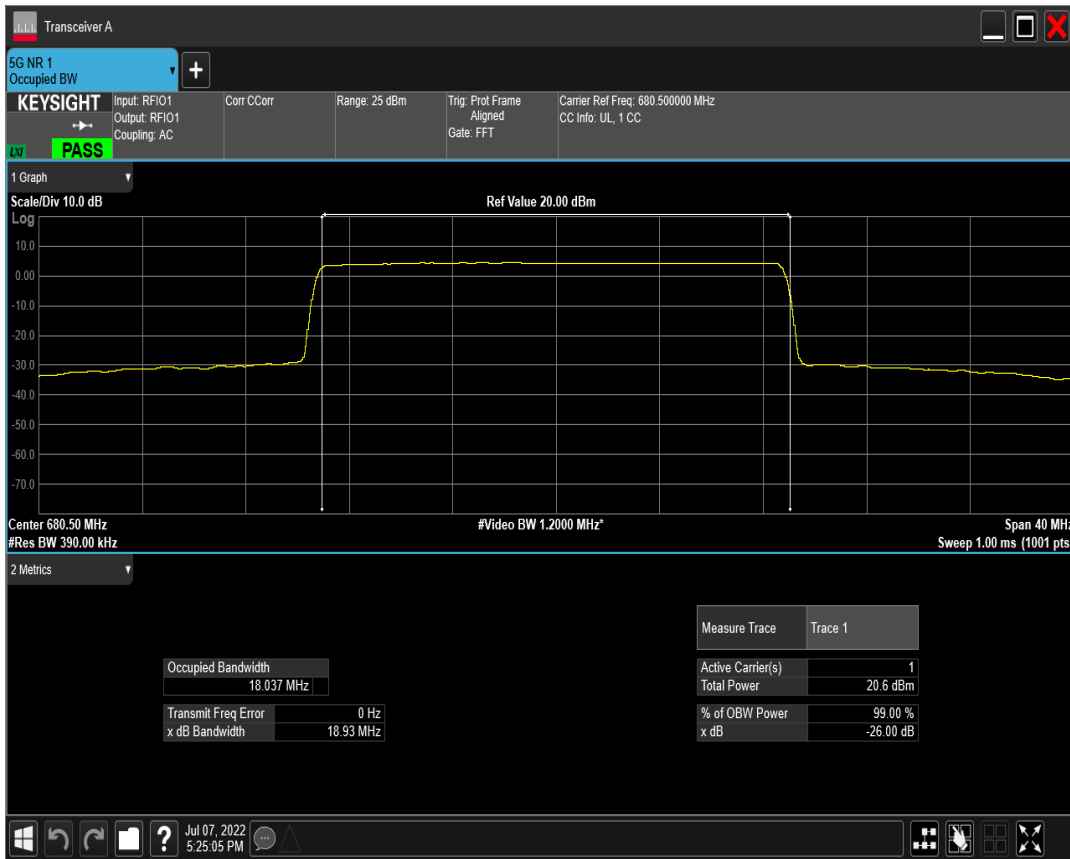 Transceiver A
5G NR 1
Occupied BW
KEYSIGHT
LXI
PASS
Input: RFIO1
Output: RFIO1
Coupling: AC
Corr CCorr
Range: 25 dBm
Trig: Prot Frame
Aligned
Gate: FFT
Carrier Ref Freq: 680.500000 MHz
CC Info: UL, 1 CC
1 Graph
Scale/Div 10.0 dB
Ref Value 20.00 dBm
Log
10.0
0.00
-10.0
-20.0
-30.0
-40.0
-50.0
-60.0
-70.0
Center 680.50 MHz
#Video BW 1.2000 MHz*
Span 40 MHz
#Res BW 390.00 kHz
Sweep 1.00 ms (1001 pts
2 Metrics
Measure Trace Trace 1
Occupied Bandwidth
18.037 MHz
Active Carrier(s) 1
Total Power 20.6 dBm
Transmit Freq Error 0 Hz
x dB Bandwidth 18.93 MHz
% of OBW Power 99.00 %
x dB -26.00 dB
?
Jul 07, 2022
5:25:05 PM